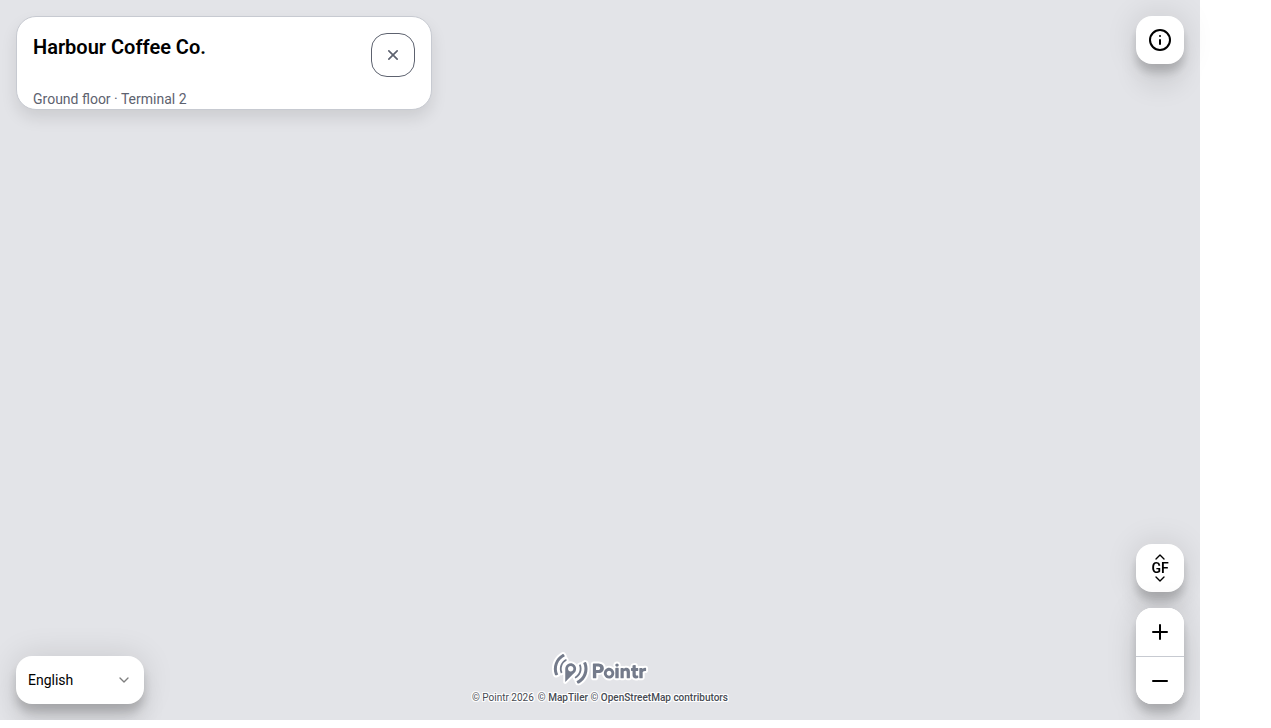 Harbour Coffee Co.
Ground floor · Terminal 2
GF
English
Pointr
© Pointr 2026 © MapTiler © OpenStreetMap contributors